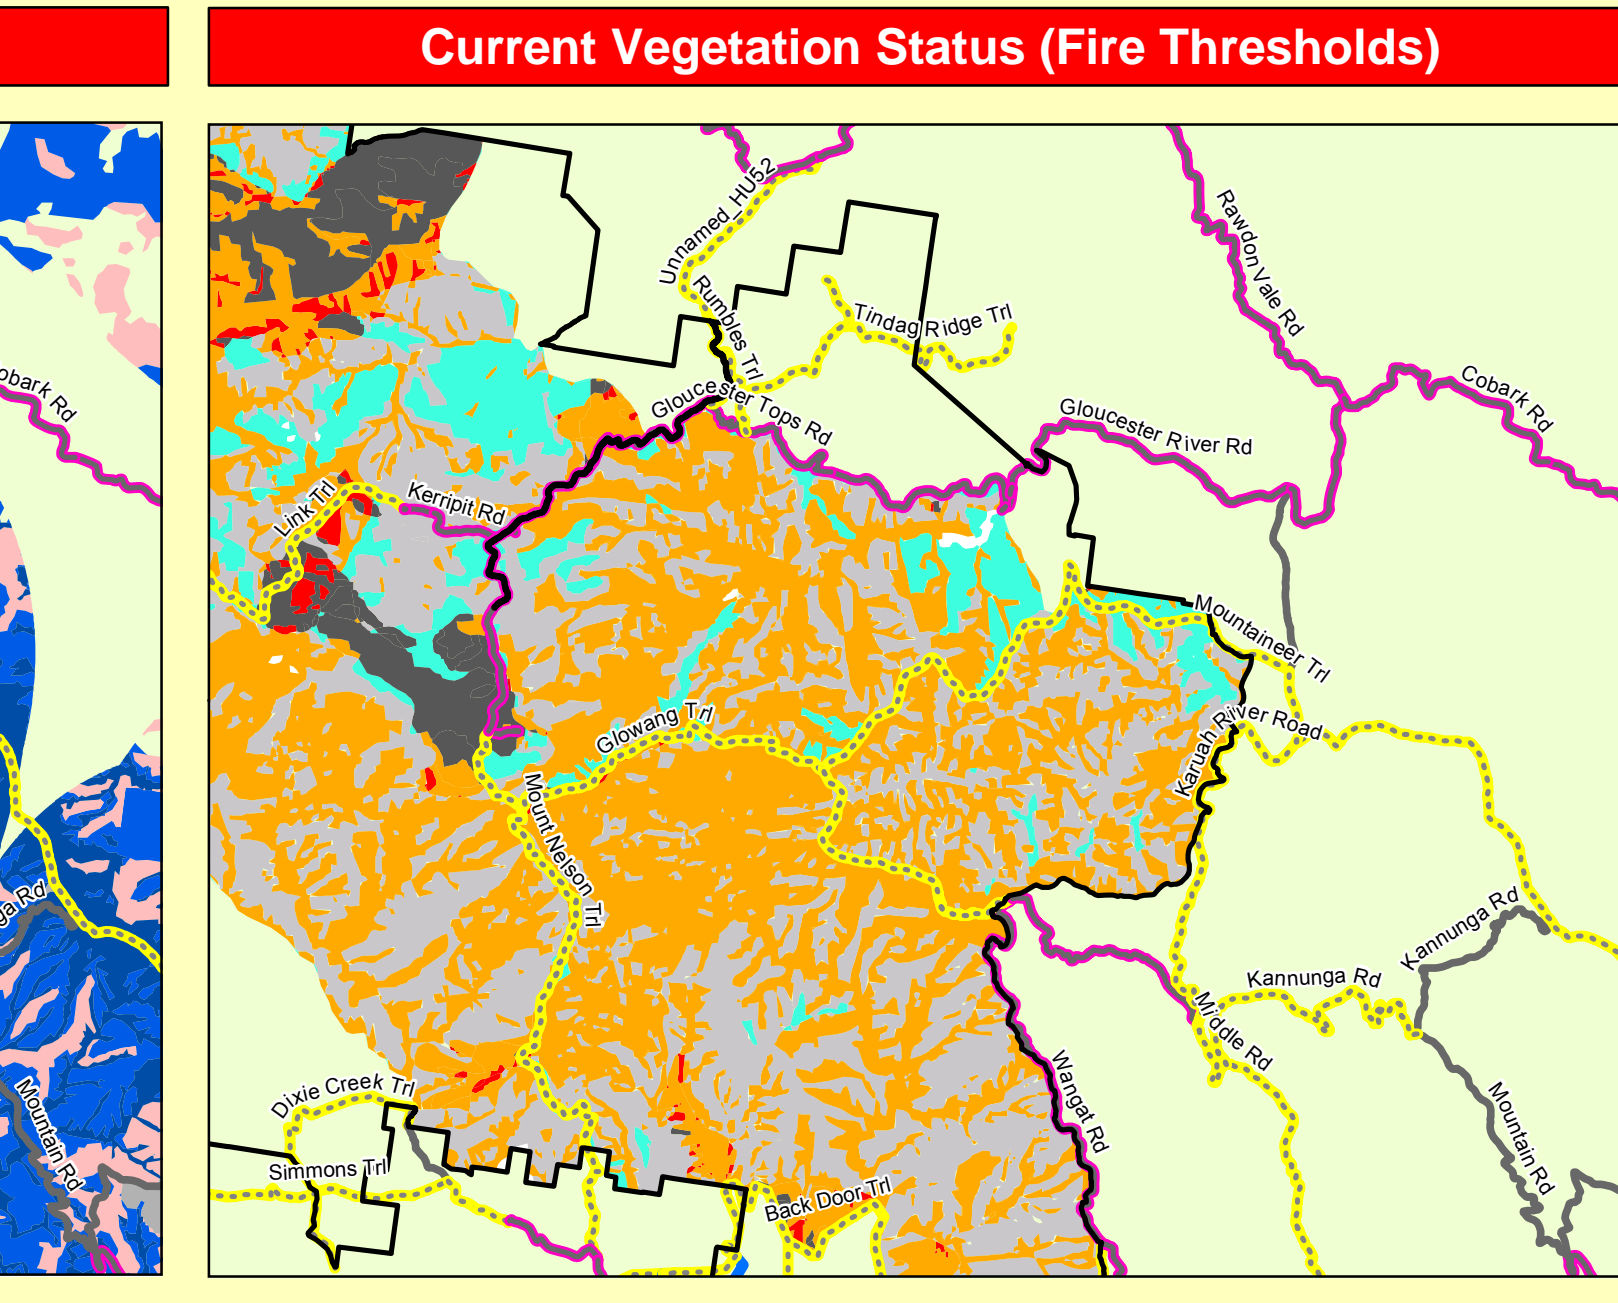 Current Vegetation Status (Fire Thresholds)
Unnamed_HU52
Rumbles Trl
Tindag Ridge Trl
Rawdon Vale Rd
Cobark Rd
Gloucester Tops Rd
Gloucester River Rd
Link Trl
Kerripit Rd
Mountaineer Trl
Glowang Trl
Karuah River Road
Mount Nelson Trl
Kannunga Rd
Kannunga Rd
Middle Rd
Dixie Creek Trl
Wangat Rd
Mountain Rd
Mountain Rd
Simmons Trl
Back Door Trl
obark Rd
ga Rd